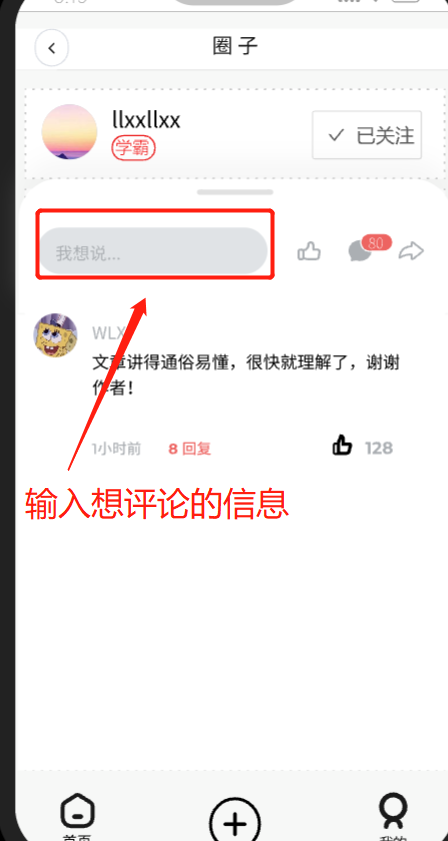 圈子
llxxllxx
学霸
已关注
我想说...
80
WLX
文章讲得通俗易懂，很快就理解了，谢谢
作者！
1小时前
8 回复
128
输入想评论的信息
首页
我的